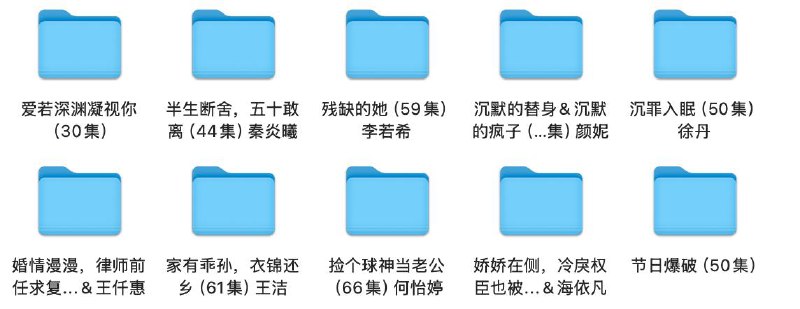 爱若深渊凝视你
（30集）
半生断舍，五十敢
离（44集）秦炎曦
残缺的她（59集）
李若希
沉默的替身＆沉默
的疯子（...集）颜妮
沉罪入眠（50集）
徐丹
婚情漫漫，律师前
任求复...＆王仟惠
家有乖孙，衣锦还
乡（61集）王洁
捡个球神当老公
（66集）何怡婷
娇娇在侧，冷戾权
臣也被...＆海依凡
节日爆破（50集）